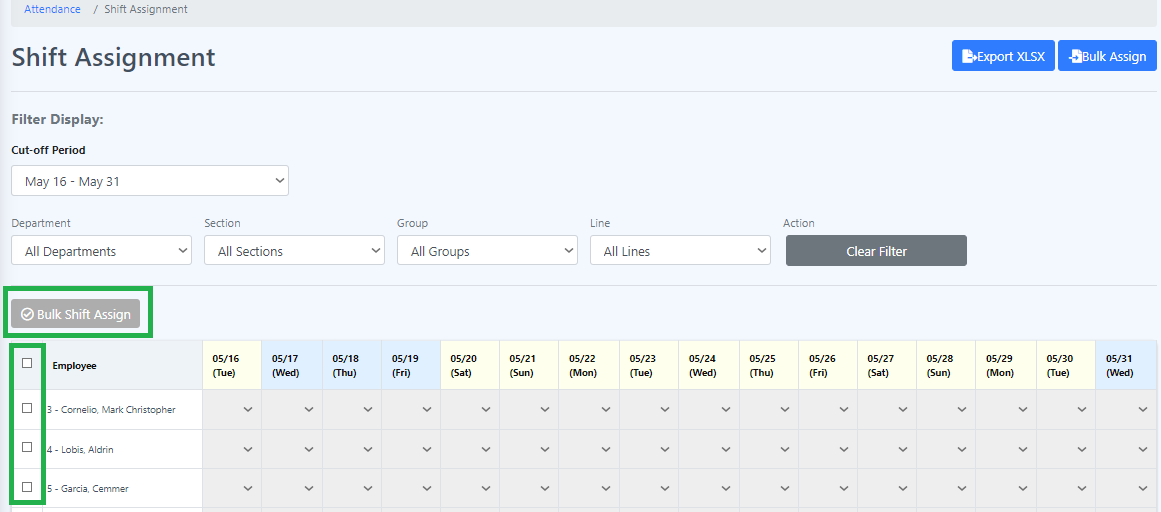 Attendance / Shift Assignment
Shift Assignment
Export XLSX
Bulk Assign
Filter Display:
Cut-off Period
May 16 - May 31
Department Section Group Line Action
All Departments All Sections All Groups All Lines Clear Filter
Bulk Shift Assign
Employee 05/16 (Tue) 05/17 (Wed) 05/18 (Thu) 05/19 (Fri) 05/20 (Sat) 05/21 (Sun) 05/22 (Mon) 05/23 (Tue) 05/24 (Wed) 05/25 (Thu) 05/26 (Fri) 05/27 (Sat) 05/28 (Sun) 05/29 (Mon) 05/30 (Tue) 05/31 (Wed)
3 - Cornelio, Mark Christopher
4 - Lobis, Aldrin
5 - Garcia, Cemmer